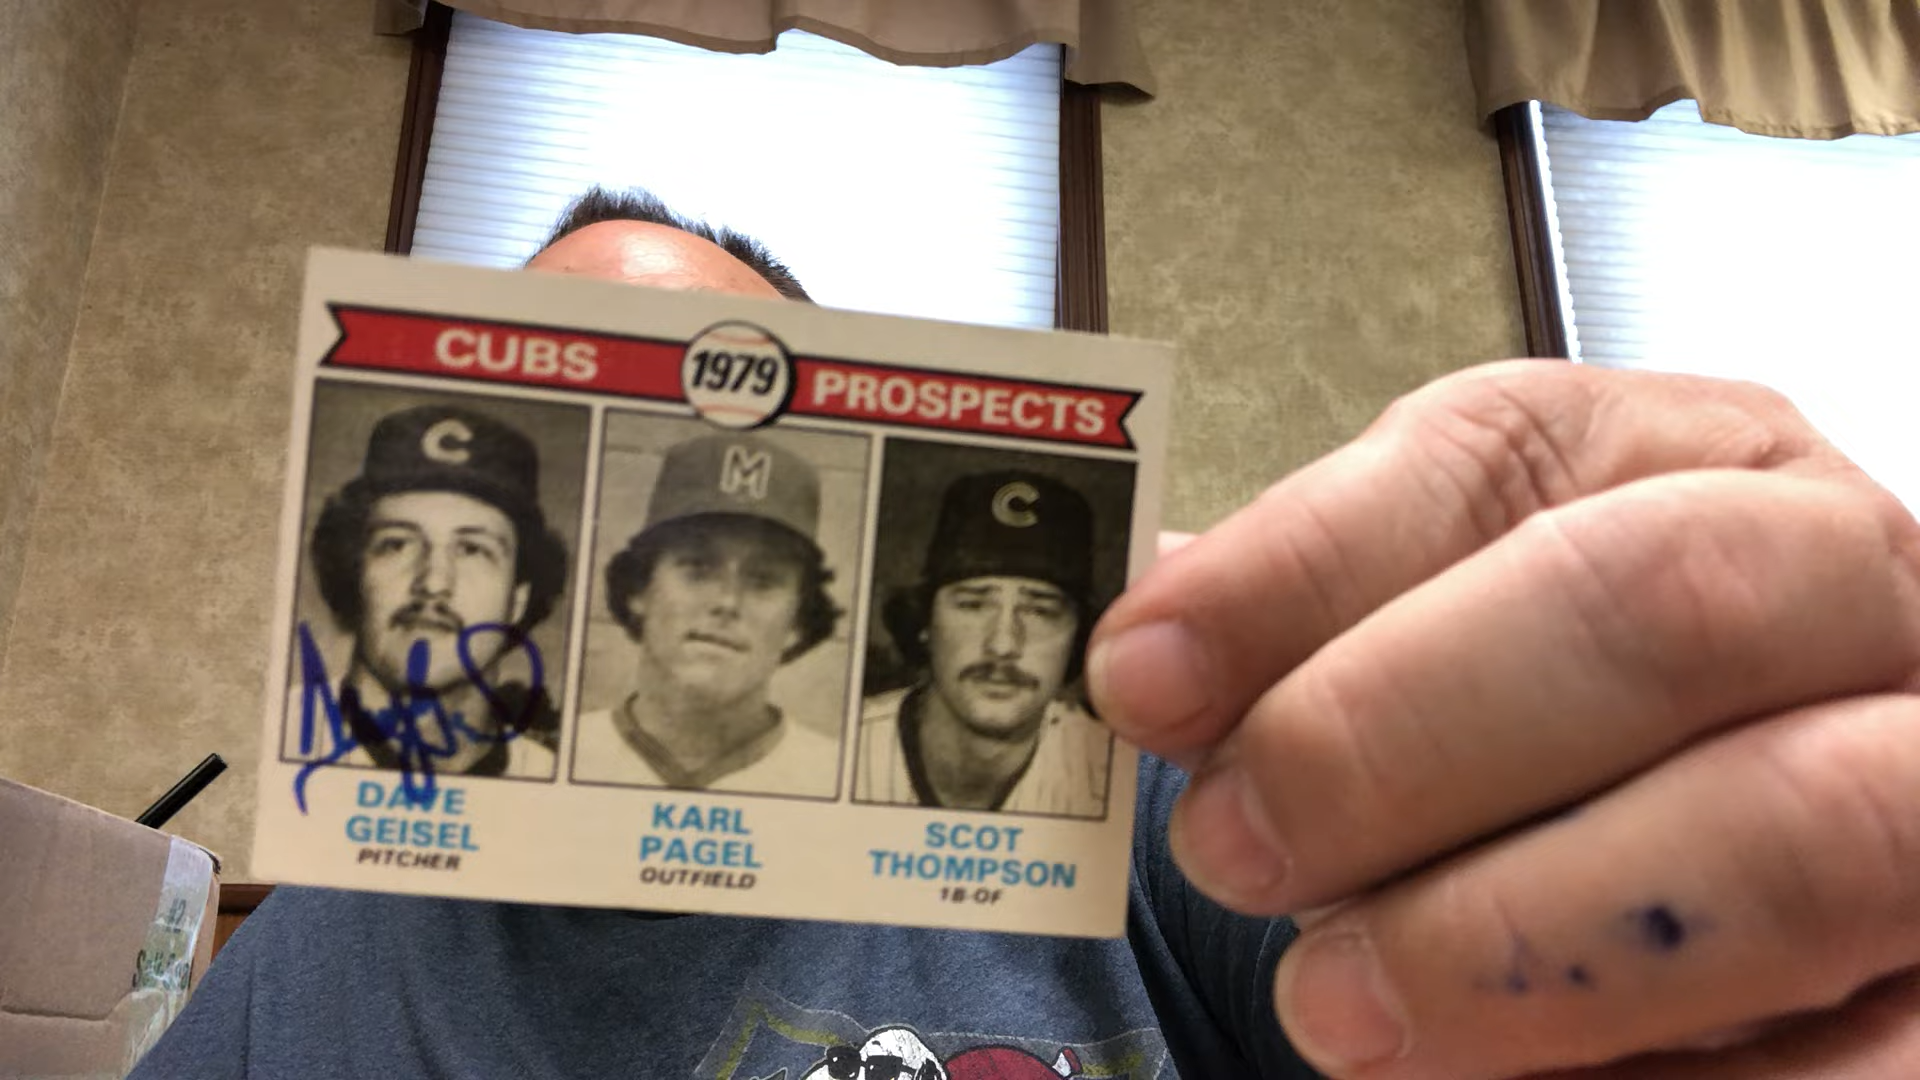 CUBS 1979 PROSPECTS
C
M
C
DAVE
GEISEL
PITCHER
KARL
PAGEL
OUTFIELD
SCOT
THOMPSON
1B-OF